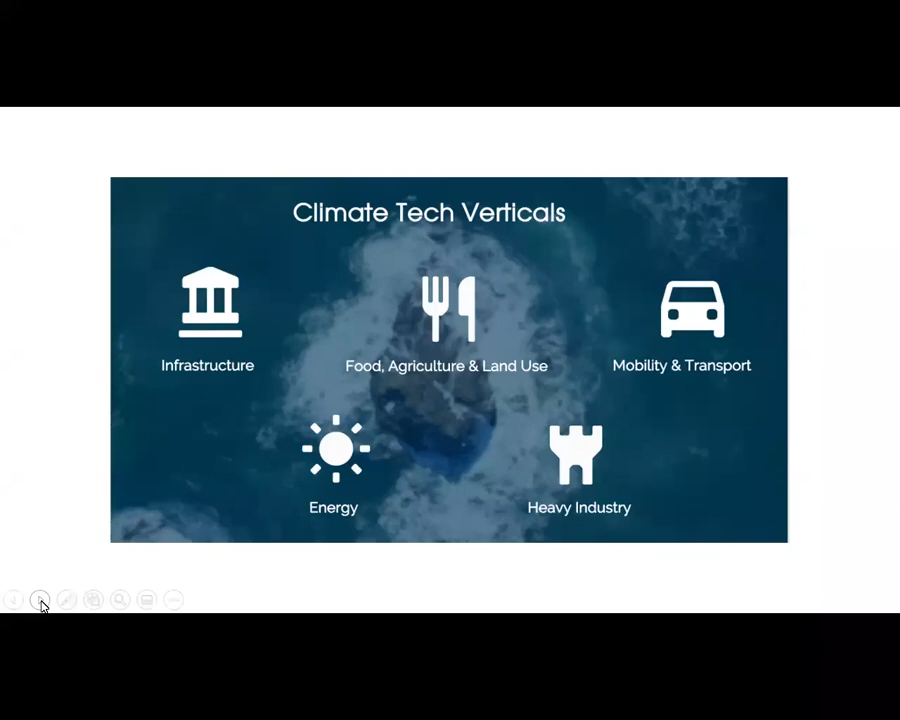 Climate Tech Verticals
Infrastructure
Food, Agriculture & Land Use
Mobility & Transport
Energy
Heavy Industry